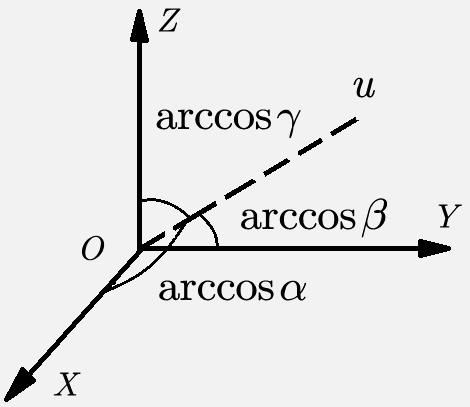 Z
u
arccos γ
arccos β
Y
O
arccos α
X